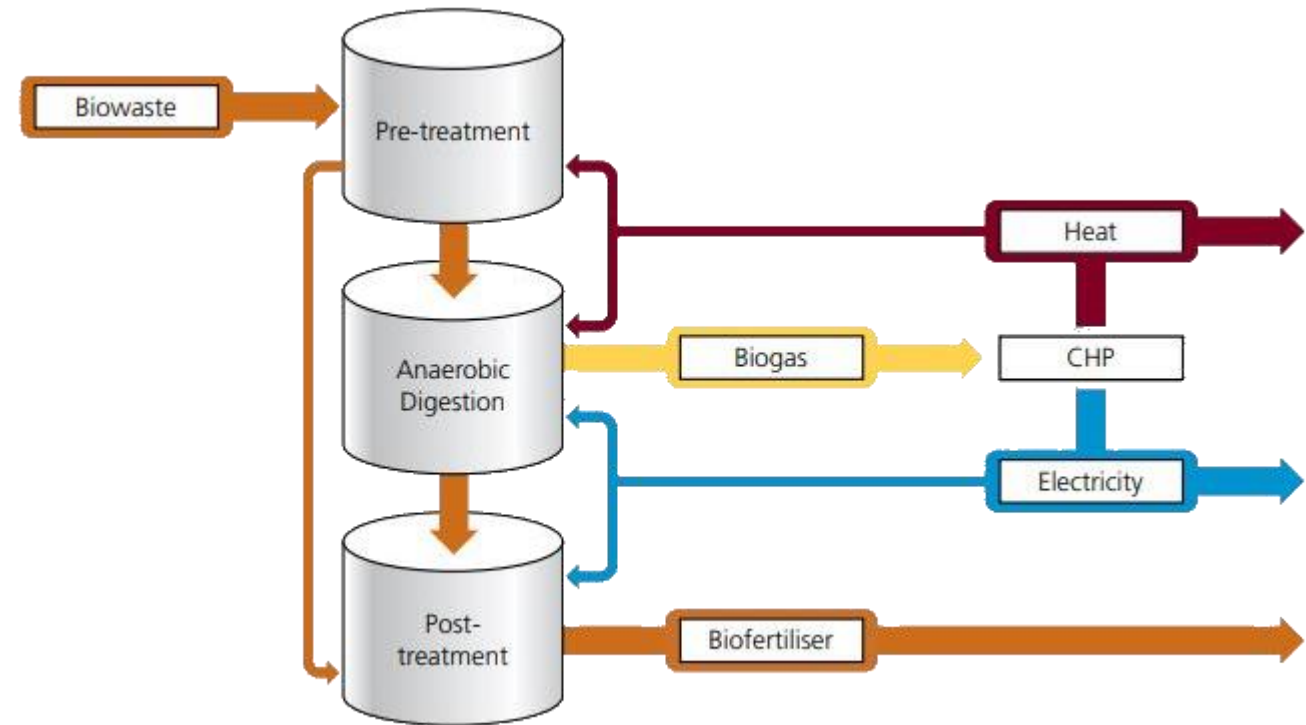 Biowaste
Pre-treatment
Heat
Anaerobic
Digestion
Biogas
CHP
Electricity
Post-
treatment
Biofertiliser